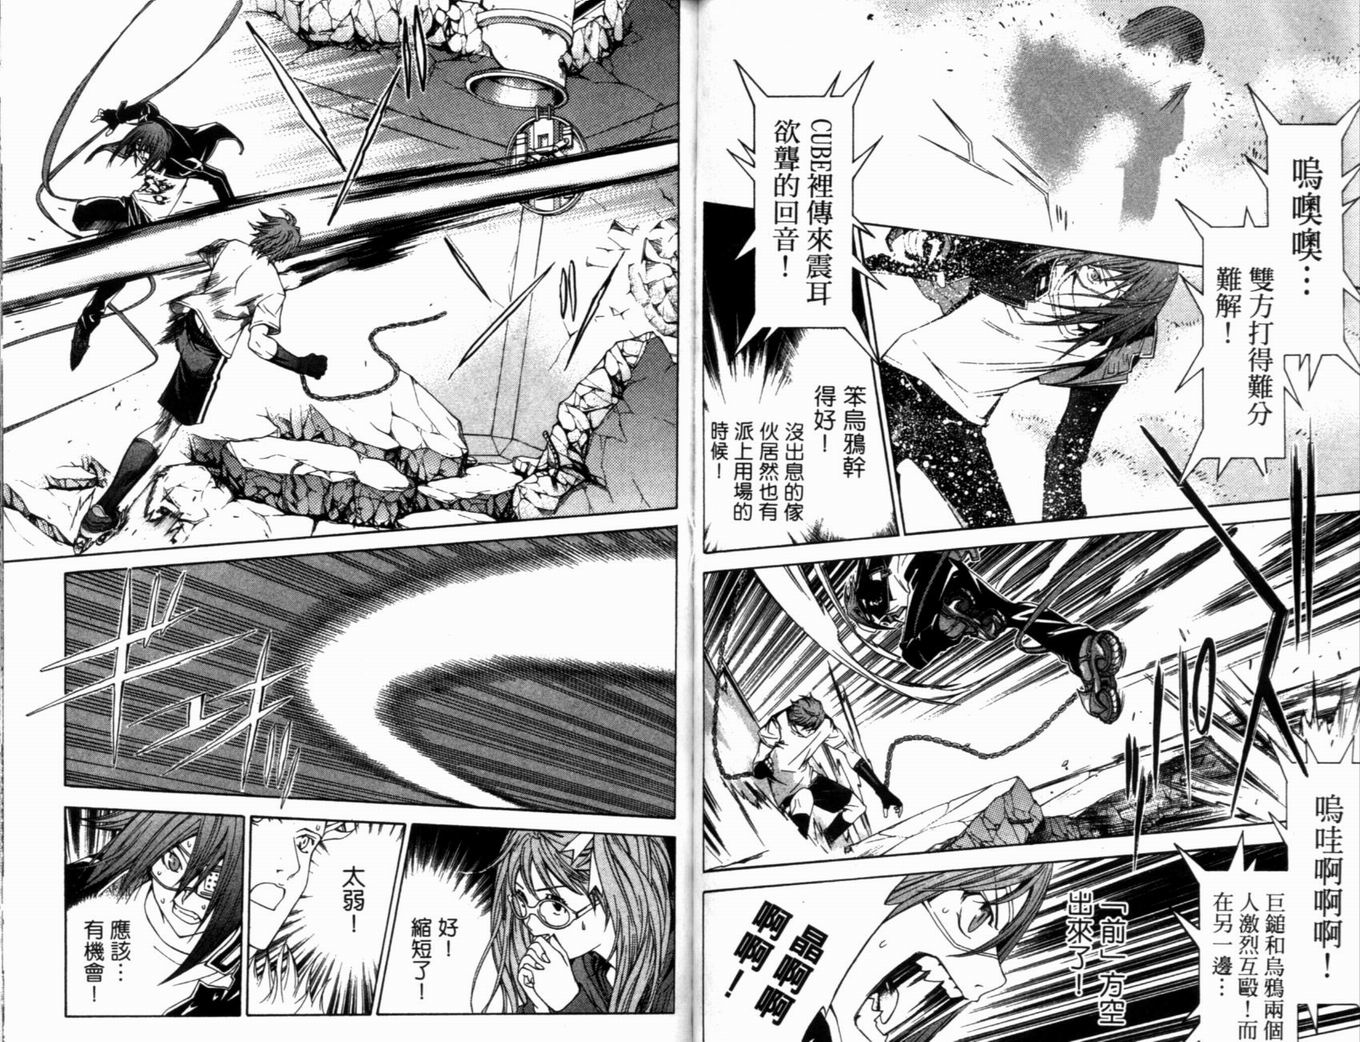 嗚噢噢…
雙方打得難分
難解！
CUBE裡傳來震耳
欲聾的回音！
笨烏鴉幹
得好！
沒出息的傢
伙居然也有
派上用場的
時候！
嗚哇啊啊啊！
巨鎚和烏鴉兩個
人激烈互毆！而
在另一邊…
「前」方空
出來了！
晶啊啊
啊啊！
好！
縮短了！
太弱！
應該…
有機會！